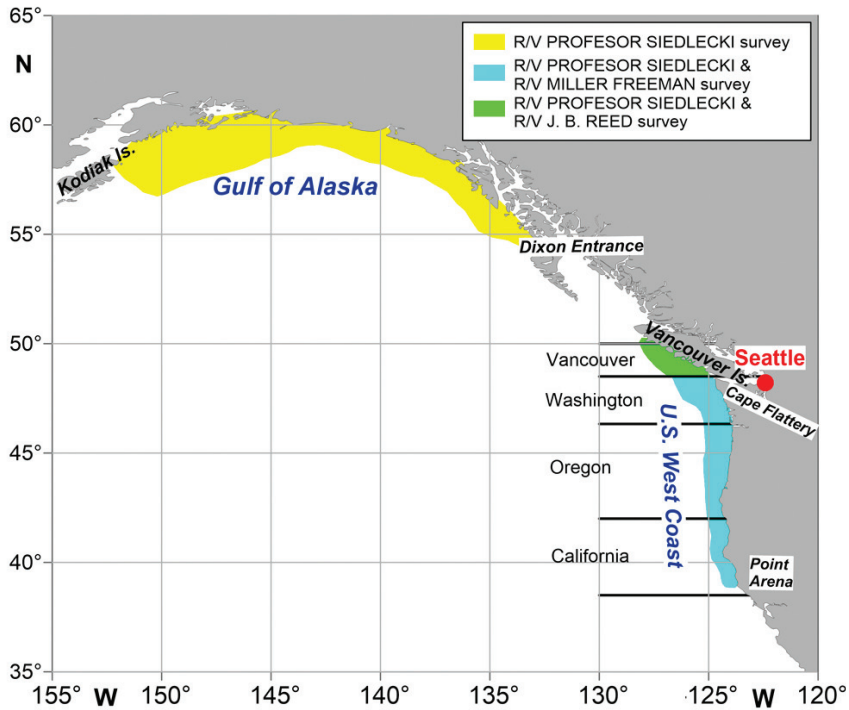 65°
N
60°
55°
50°
45°
40°
35°
155°
W
150°
145°
140°
135°
130°
125°
W
120°
R/V PROFESOR SIEDLECKI survey
R/V PROFESOR SIEDLECKI &
R/V MILLER FREEMAN survey
R/V PROFESOR SIEDLECKI &
R/V J. B. REED survey
Kodiak Is.
Gulf of Alaska
Dixon Entrance
Vancouver Is.
Seattle
Cape Flattery
Vancouver
Washington
Oregon
California
U.S. West Coast
Point
Arena